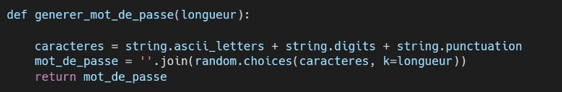 def generer_mot_de_passe(longueur):
    caracteres = string.ascii_letters + string.digits + string.punctuation
    mot_de_passe = ''.join(random.choices(caracteres, k=longueur))
    return mot_de_passe